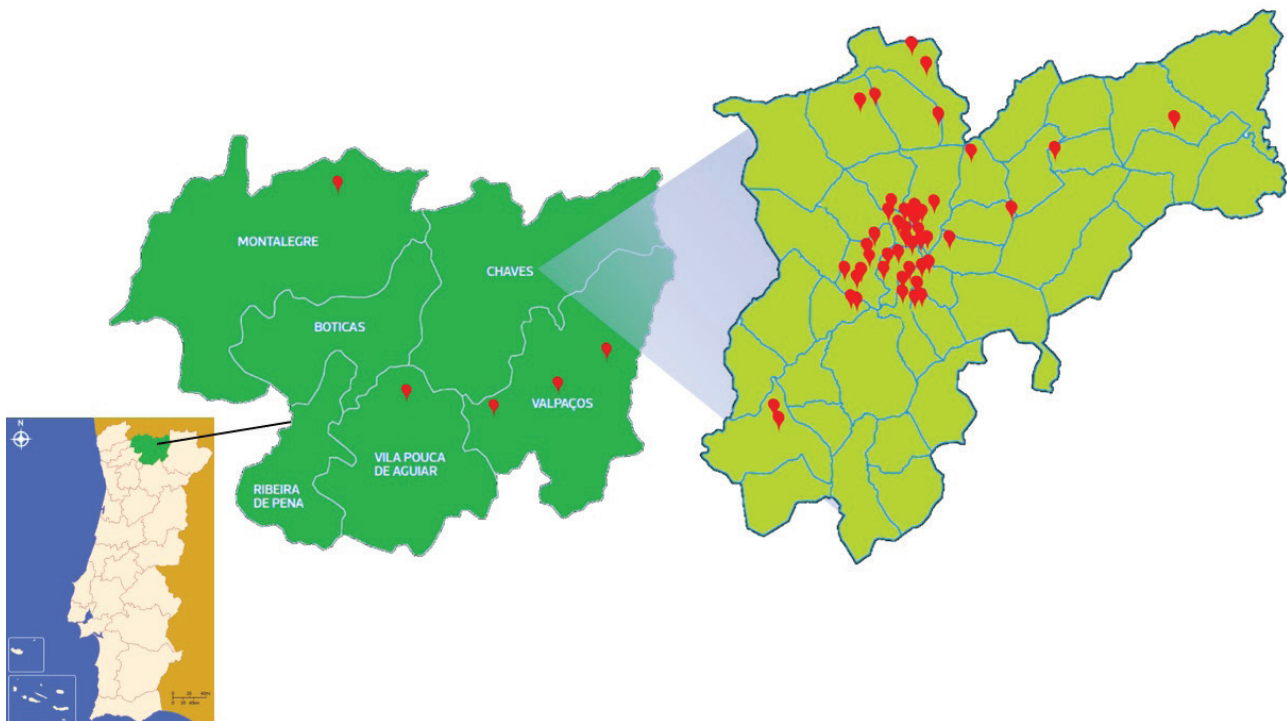 MONTALEGRE
CHAVES
BOTICAS
VALPAÇOS
VILA POUCA
DE AGUIAR
RIBEIRA
DE PENA
N